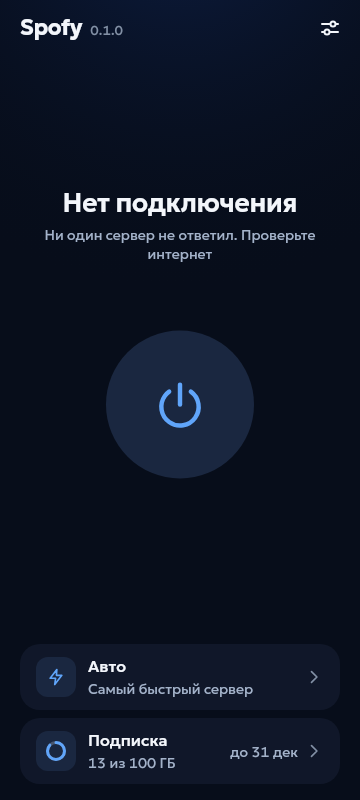 Spofy 0.1.0
Нет подключения
Ни один сервер не ответил. Проверьте
интернет
Авто
Самый быстрый сервер
Подписка
13 из 100 ГБ
до 31 дек